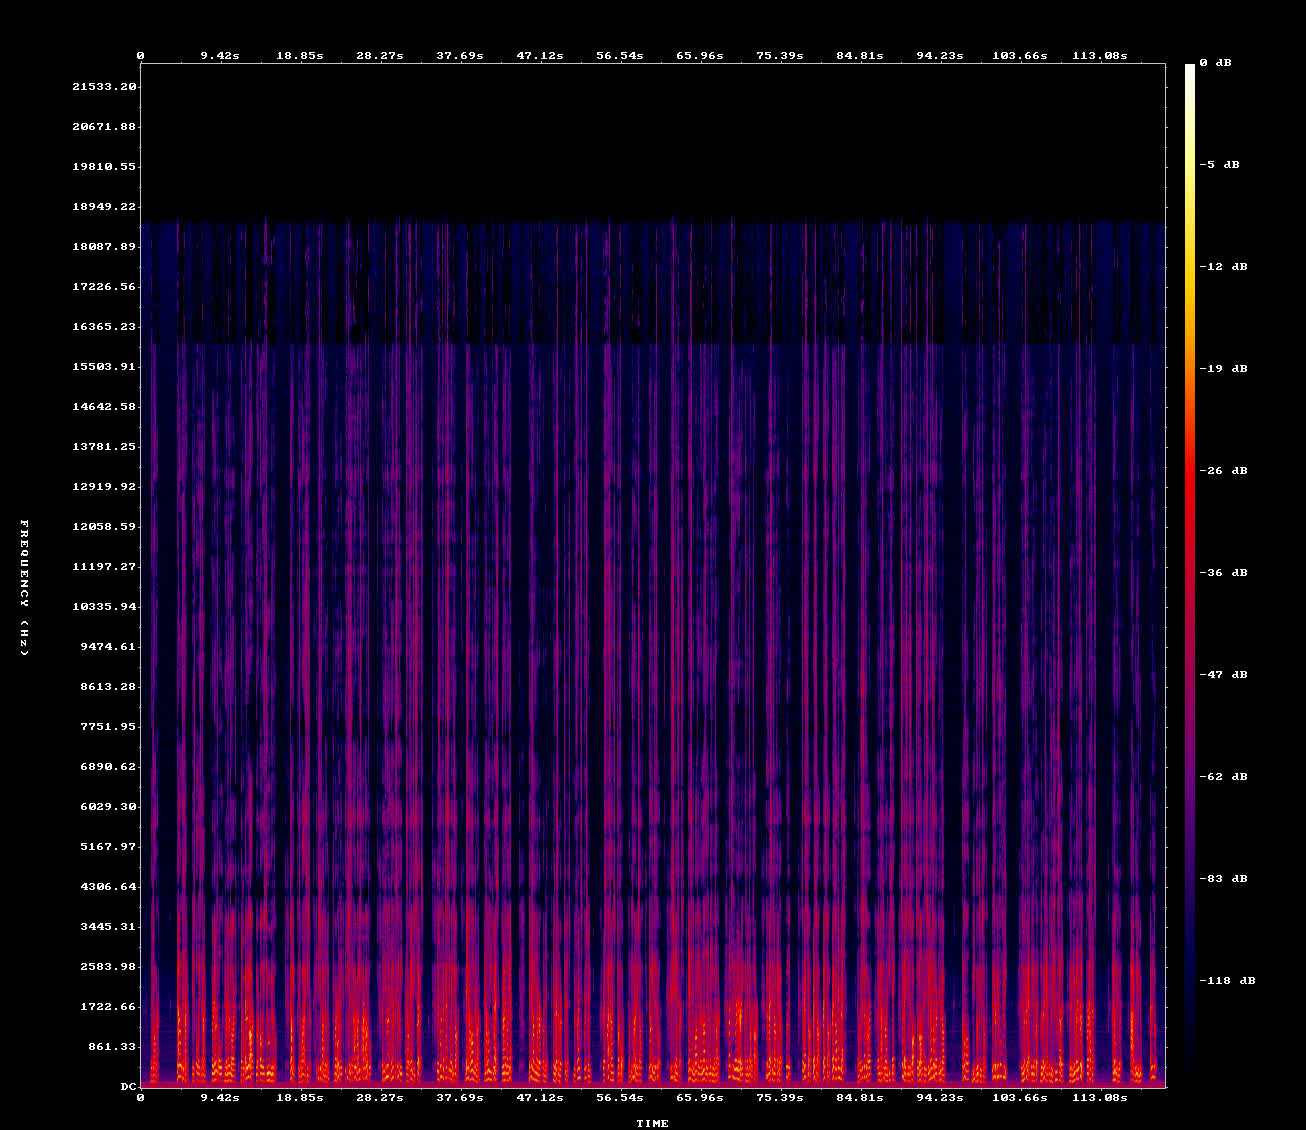 0 9.42s 18.85s 28.27s 37.69s 47.12s 56.54s 65.96s 75.39s 84.81s 94.23s 103.66s 113.08s
0 dB
21533.20
20671.88
-5 dB
19810.55
18949.22
18087.89
-12 dB
17226.56
16365.23
15503.91
-19 dB
14642.58
13781.25
-26 dB
12919.92
12058.59
11197.27
-36 dB
10335.94
9474.61
-47 dB
8613.28
7751.95
6890.62
-62 dB
6029.30
5167.97
4306.64
-83 dB
3445.31
2583.98
-118 dB
1722.66
861.33
DC
FREQUENCY (Hz)
0 9.42s 18.85s 28.27s 37.69s 47.12s 56.54s 65.96s 75.39s 84.81s 94.23s 103.66s 113.08s
TIME